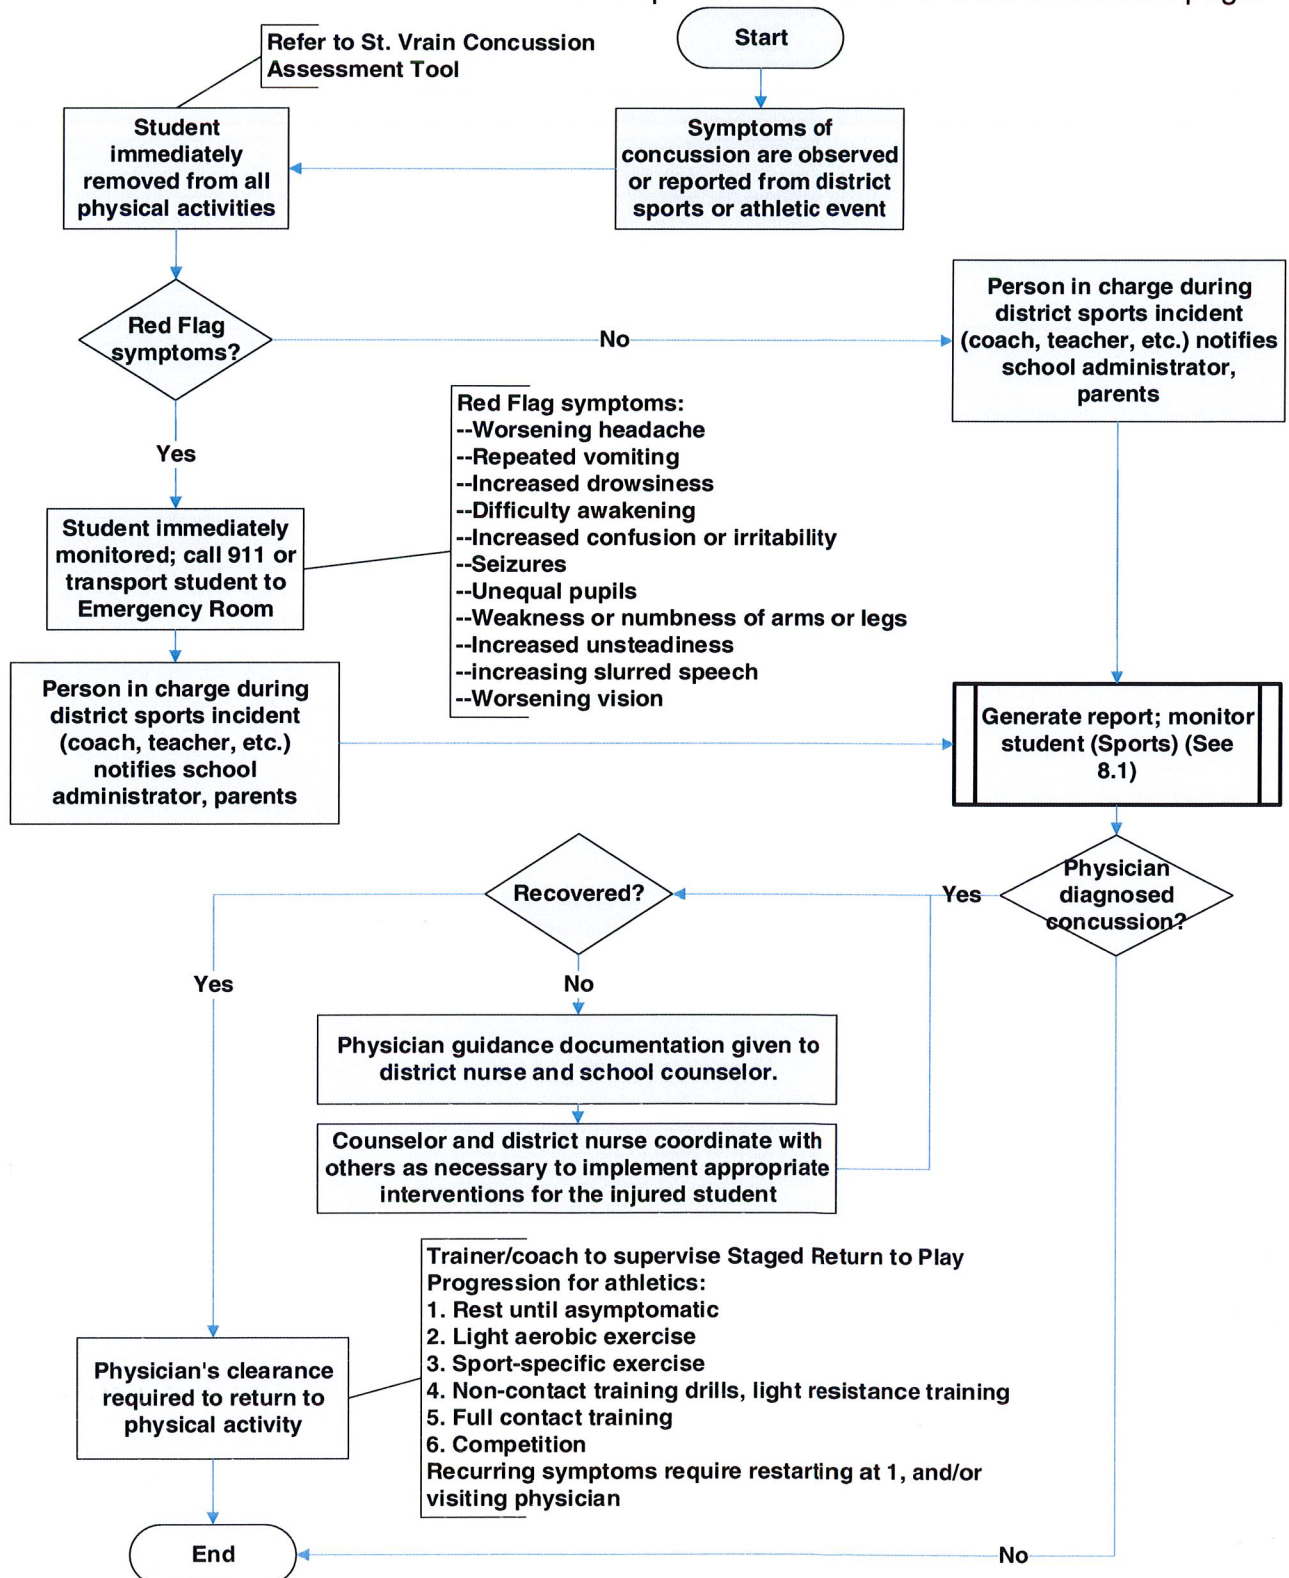 Start
Refer to St. Vrain Concussion
Assessment Tool
Student
immediately
removed from all
physical activities
Symptoms of
concussion are observed
or reported from district
sports or athletic event
Red Flag
symptoms?
No
Person in charge during
district sports incident
(coach, teacher, etc.) notifies
school administrator,
parents
Yes
Red Flag symptoms:
--Worsening headache
--Repeated vomiting
--Increased drowsiness
--Difficulty awakening
--Increased confusion or irritability
--Seizures
--Unequal pupils
--Weakness or numbness of arms or legs
--Increased unsteadiness
--increasing slurred speech
--Worsening vision
Student immediately
monitored; call 911 or
transport student to
Emergency Room
Person in charge during
district sports incident
(coach, teacher, etc.)
notifies school
administrator, parents
Generate report; monitor
student (Sports) (See
8.1)
Physician
diagnosed
concussion?
Yes
Recovered?
Yes
No
Physician guidance documentation given to
district nurse and school counselor.
Counselor and district nurse coordinate with
others as necessary to implement appropriate
interventions for the injured student
Trainer/coach to supervise Staged Return to Play
Progression for athletics:
1. Rest until asymptomatic
2. Light aerobic exercise
3. Sport-specific exercise
4. Non-contact training drills, light resistance training
5. Full contact training
6. Competition
Recurring symptoms require restarting at 1, and/or
visiting physician
Physician's clearance
required to return to
physical activity
End
No